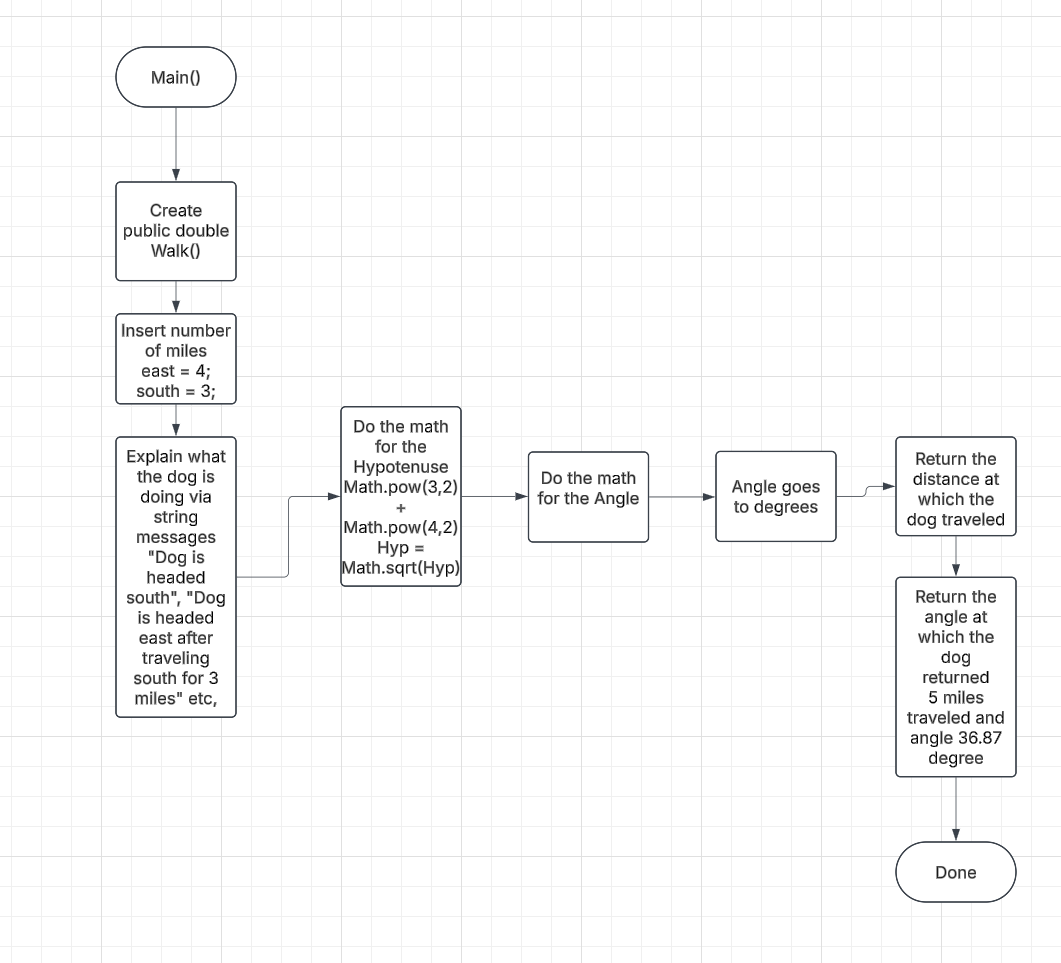 Main()
Create
public double
Walk()
Insert number
of miles
east = 4;
south = 3;
Explain what
the dog is
doing via
string
messages
"Dog is
headed
south", "Dog
is headed
east after
traveling
south for 3
miles" etc,
Do the math
for the
Hypotenuse
Math.pow(3,2)
+
Math.pow(4,2)
Hyp =
Math.sqrt(Hyp)
Do the math
for the Angle
Angle goes
to degrees
Return the
distance at
which the
dog traveled
Return the
angle at
which the
dog
returned
5 miles
traveled and
angle 36.87
degree
Done